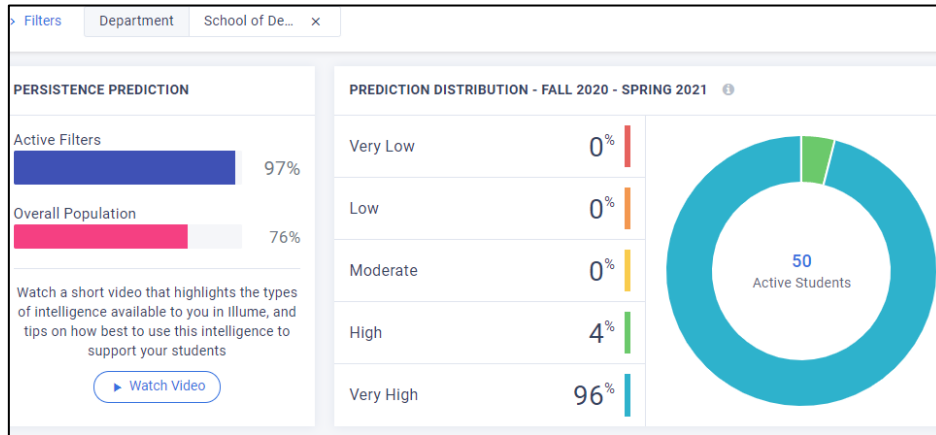 › Filters Department School of De... ×
PERSISTENCE PREDICTION
Active Filters
97%
Overall Population
76%
Watch a short video that highlights the types
of intelligence available to you in Illume, and
tips on how best to use this intelligence to
support your students
Watch Video
PREDICTION DISTRIBUTION - FALL 2020 - SPRING 2021
Very Low 0%
Low 0%
Moderate 0%
High 4%
Very High 96%
50
Active Students